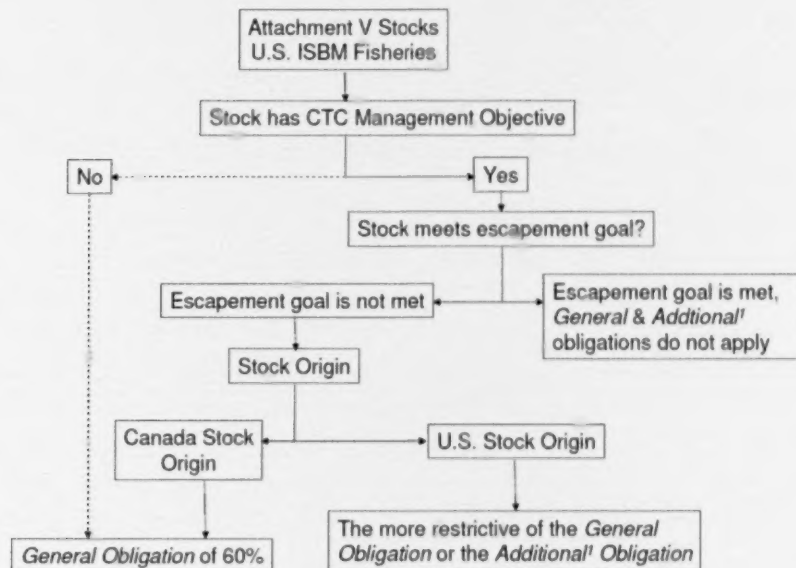 Attachment V Stocks
U.S. ISBM Fisheries
Stock has CTC Management Objective
No
Yes
Stock meets escapement goal?
Escapement goal is not met
Escapement goal is met,
General & Addtional¹
obligations do not apply
Stock Origin
Canada Stock
Origin
U.S. Stock Origin
General Obligation of 60%
The more restrictive of the General
Obligation or the Additional¹ Obligation